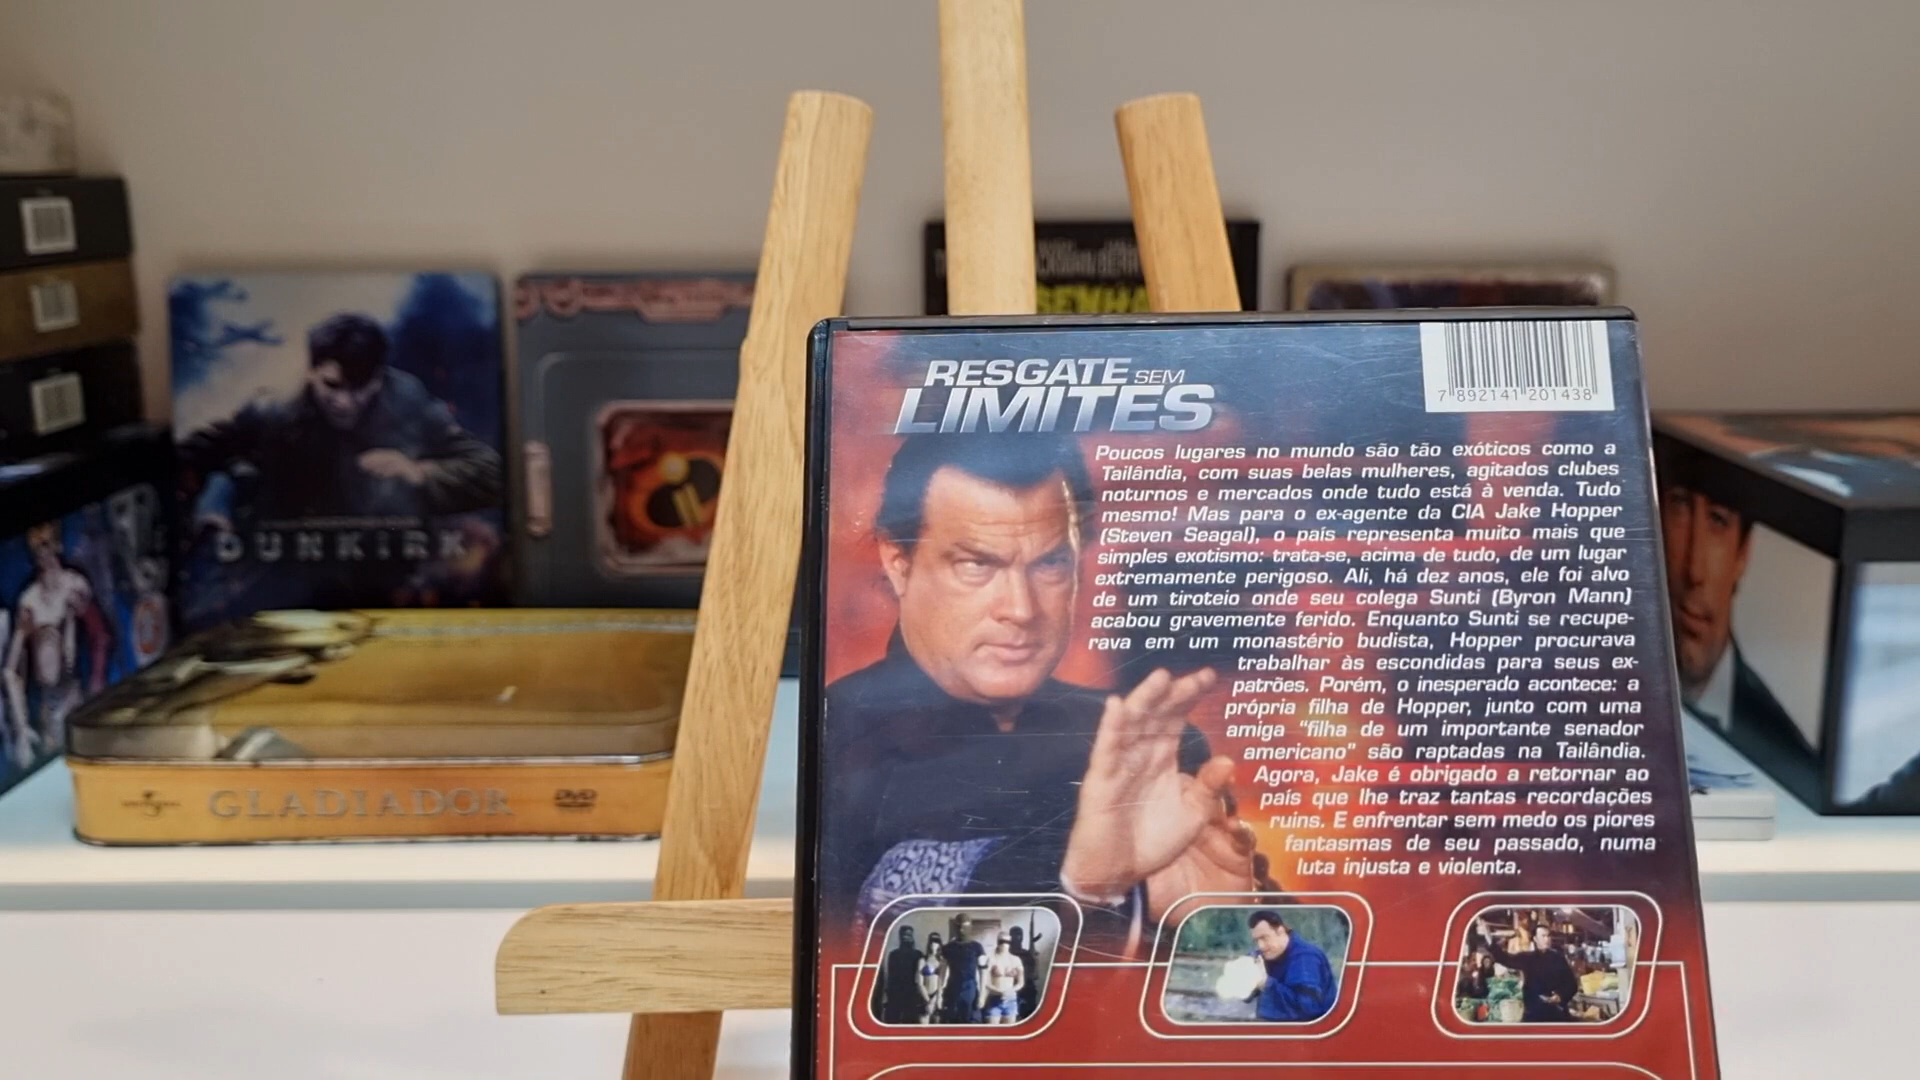 RESGATE SEM
LIMITES
7 892141 201438
Poucos lugares no mundo são tão exóticos como a
Tailândia, com suas belas mulheres, agitados clubes
noturnos e mercados onde tudo está à venda. Tudo
mesmo! Mas para o ex-agente da CIA Jake Hopper
(Steven Seagal), o país representa muito mais que
simples exotismo: trata-se, acima de tudo, de um lugar
extremamente perigoso. Ali, há dez anos, ele foi alvo
de um tiroteio onde seu colega Sunti (Byron Mann)
acabou gravemente ferido. Enquanto Sunti se recupe-
rava em um monastério budista, Hopper procurava
trabalhar às escondidas para seus ex-
patrões. Porém, o inesperado acontece: a
própria filha de Hopper, junto com uma
amiga "filha de um importante senador
americano" são raptadas na Tailândia.
Agora, Jake é obrigado a retornar ao
país que lhe traz tantas recordações
ruins. E enfrentar sem medo os piores
fantasmas de seu passado, numa
luta injusta e violenta.
DUNKIRK
GLADIADOR
DVD